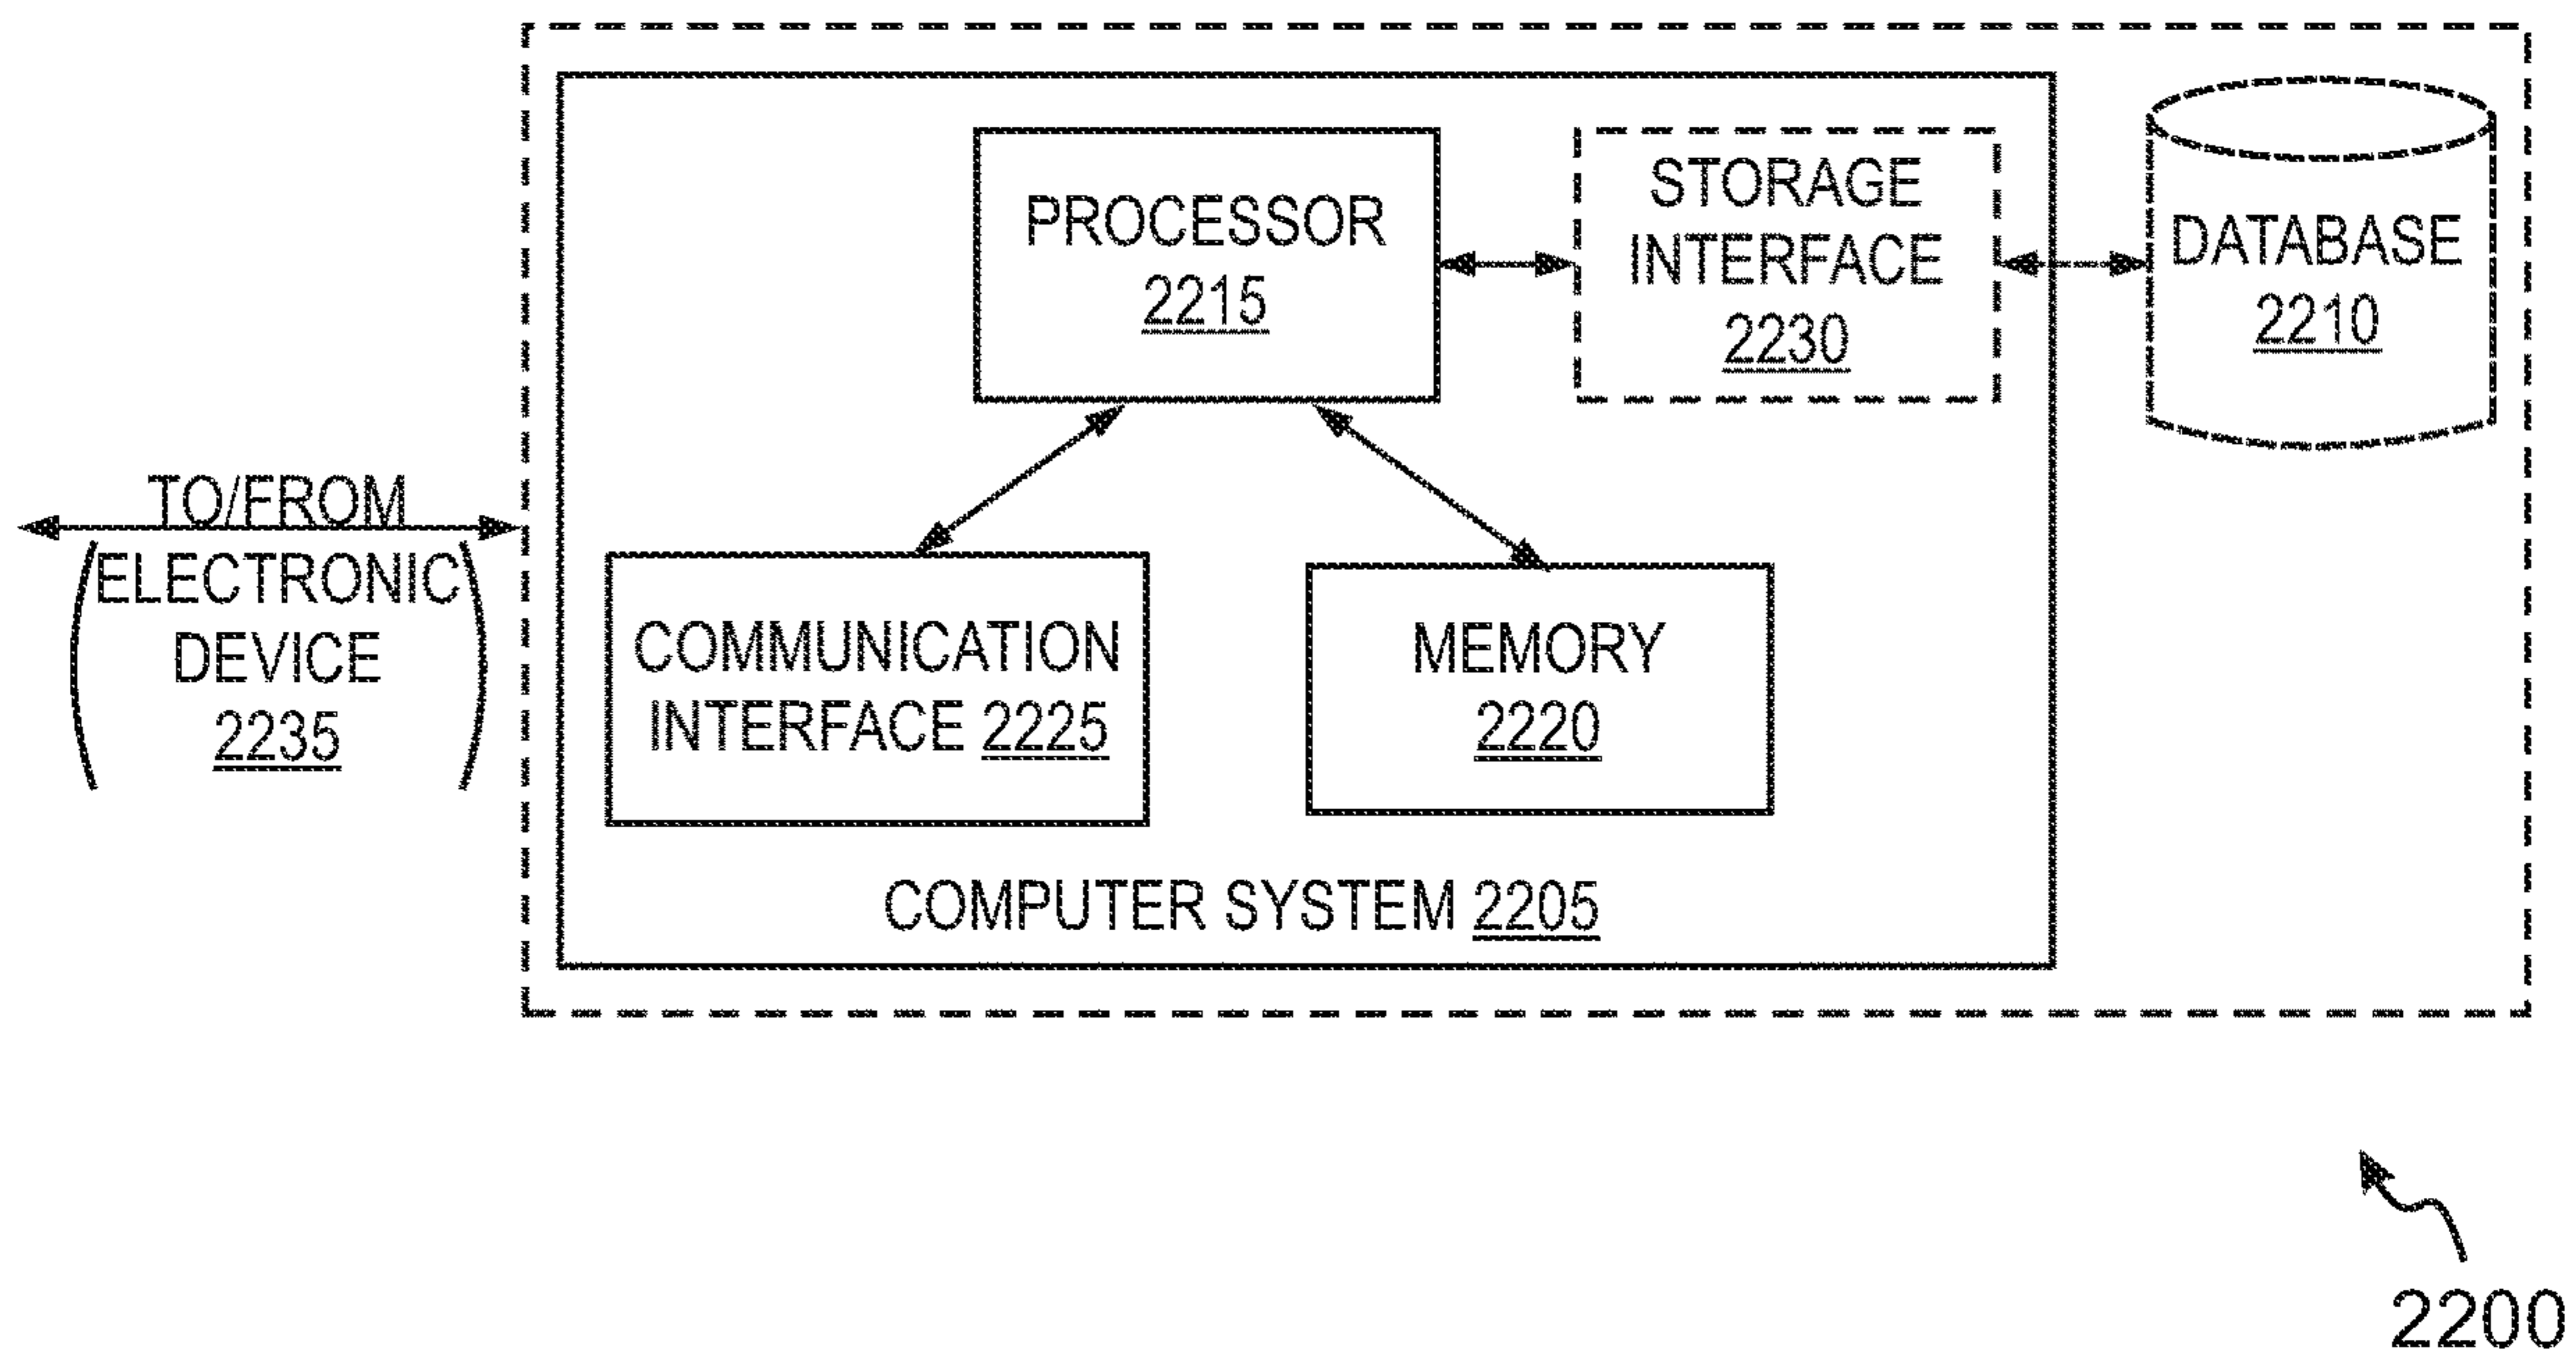 PROCESSOR
2215
STORAGE
INTERFACE
2230
DATABASE
2210
TO/FROM
ELECTRONIC
DEVICE
2235
COMMUNICATION
INTERFACE 2225
MEMORY
2220
COMPUTER SYSTEM 2205
2200